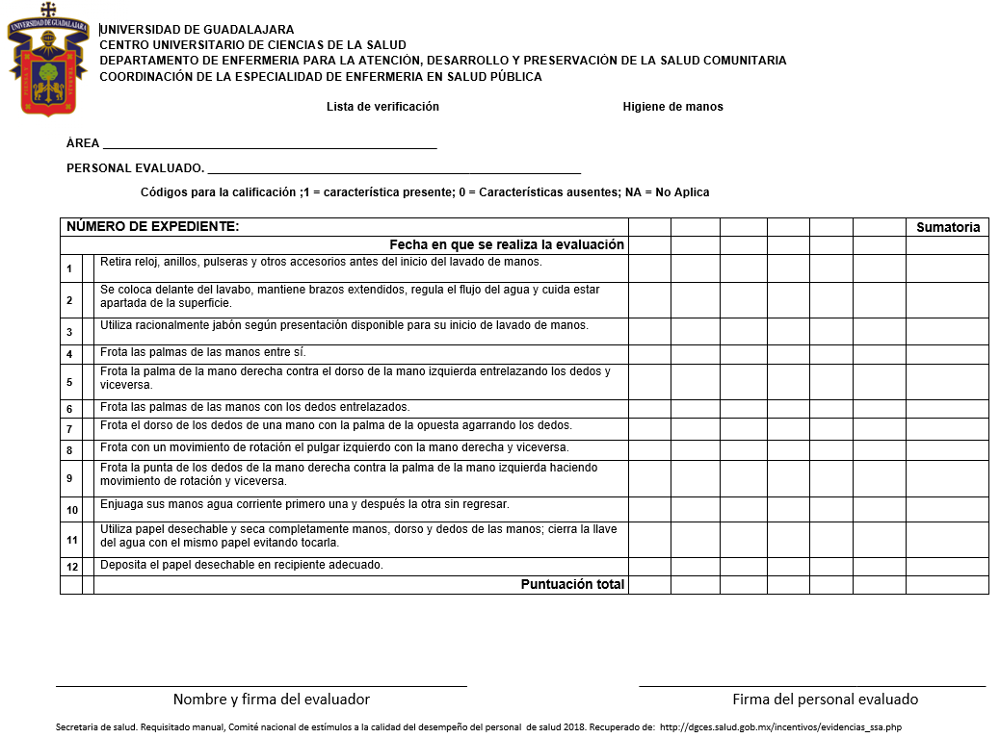 UNIVERSIDAD DE GUADALAJARA
UNIVERSIDAD DE GUADALAJARA
CENTRO UNIVERSITARIO DE CIENCIAS DE LA SALUD
DEPARTAMENTO DE ENFERMERIA PARA LA ATENCIÓN, DESARROLLO Y PRESERVACIÓN DE LA SALUD COMUNITARIA
COORDINACIÓN DE LA ESPECIALIDAD DE ENFERMERIA EN SALUD PÚBLICA
Lista de verificación Higiene de manos
ÁREA ____________________
PERSONAL EVALUADO. ____________________
Códigos para la calificación ;1 = característica presente; 0 = Características ausentes; NA = No Aplica
NÚMERO DE EXPEDIENTE: Sumatoria
Fecha en que se realiza la evaluación
1 Retira reloj, anillos, pulseras y otros accesorios antes del inicio del lavado de manos.
2 Se coloca delante del lavabo, mantiene brazos extendidos, regula el flujo del agua y cuida estar
apartada de la superficie.
3 Utiliza racionalmente jabón según presentación disponible para su inicio de lavado de manos.
4 Frota las palmas de las manos entre sí.
5 Frota la palma de la mano derecha contra el dorso de la mano izquierda entrelazando los dedos y
viceversa.
6 Frota las palmas de las manos con los dedos entrelazados.
7 Frota el dorso de los dedos de una mano con la palma de la opuesta agarrando los dedos.
8 Frota con un movimiento de rotación el pulgar izquierdo con la mano derecha y viceversa.
9 Frota la punta de los dedos de la mano derecha contra la palma de la mano izquierda haciendo
movimiento de rotación y viceversa.
10 Enjuaga sus manos agua corriente primero una y después la otra sin regresar.
11 Utiliza papel desechable y seca completamente manos, dorso y dedos de las manos; cierra la llave
del agua con el mismo papel evitando tocarla.
12 Deposita el papel desechable en recipiente adecuado.
Puntuación total
Nombre y firma del evaluador Firma del personal evaluado
Secretaria de salud. Requisitado manual, Comité nacional de estímulos a la calidad del desempeño del personal de salud 2018. Recuperado de: http://dgces.salud.gob.mx/incentivos/evidencias_ssa.php